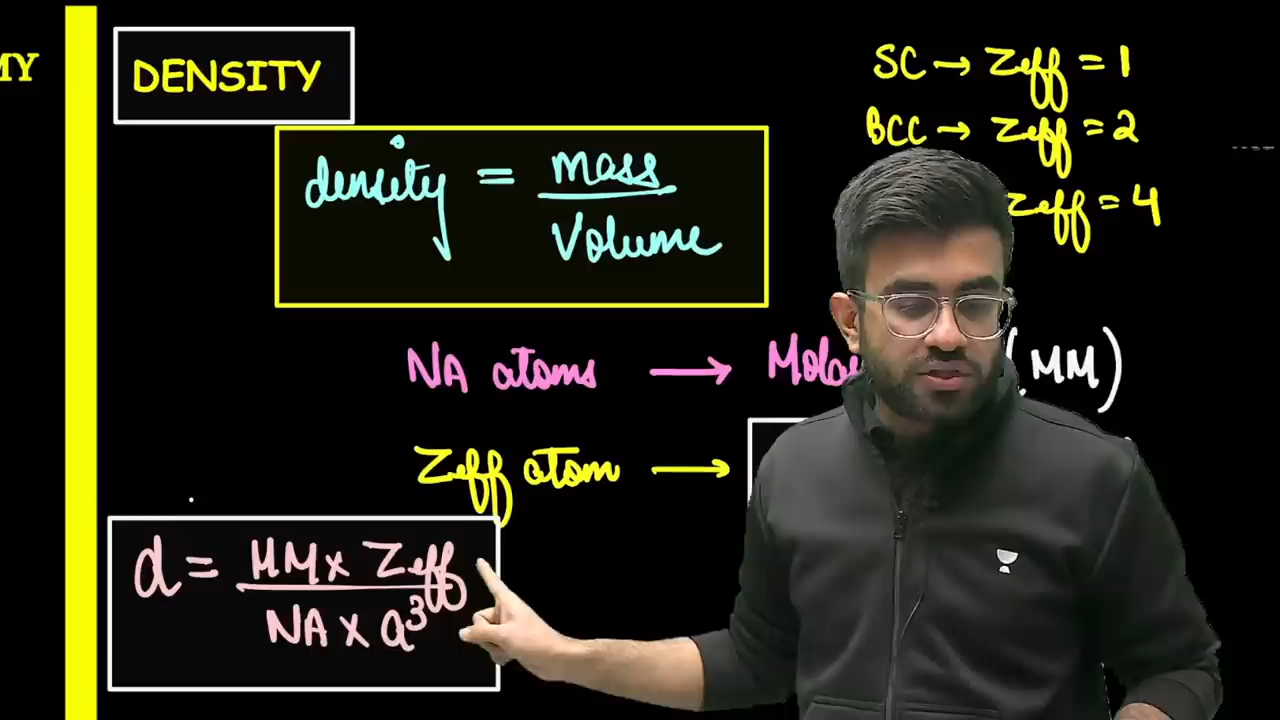 MY
DENSITY
density = mass / Volume
SC → Zeff = 1
BCC → Zeff = 2
Zeff = 4
NA atoms → (MM)
Zeff atom →
d = MM x Zeff / NA x a³